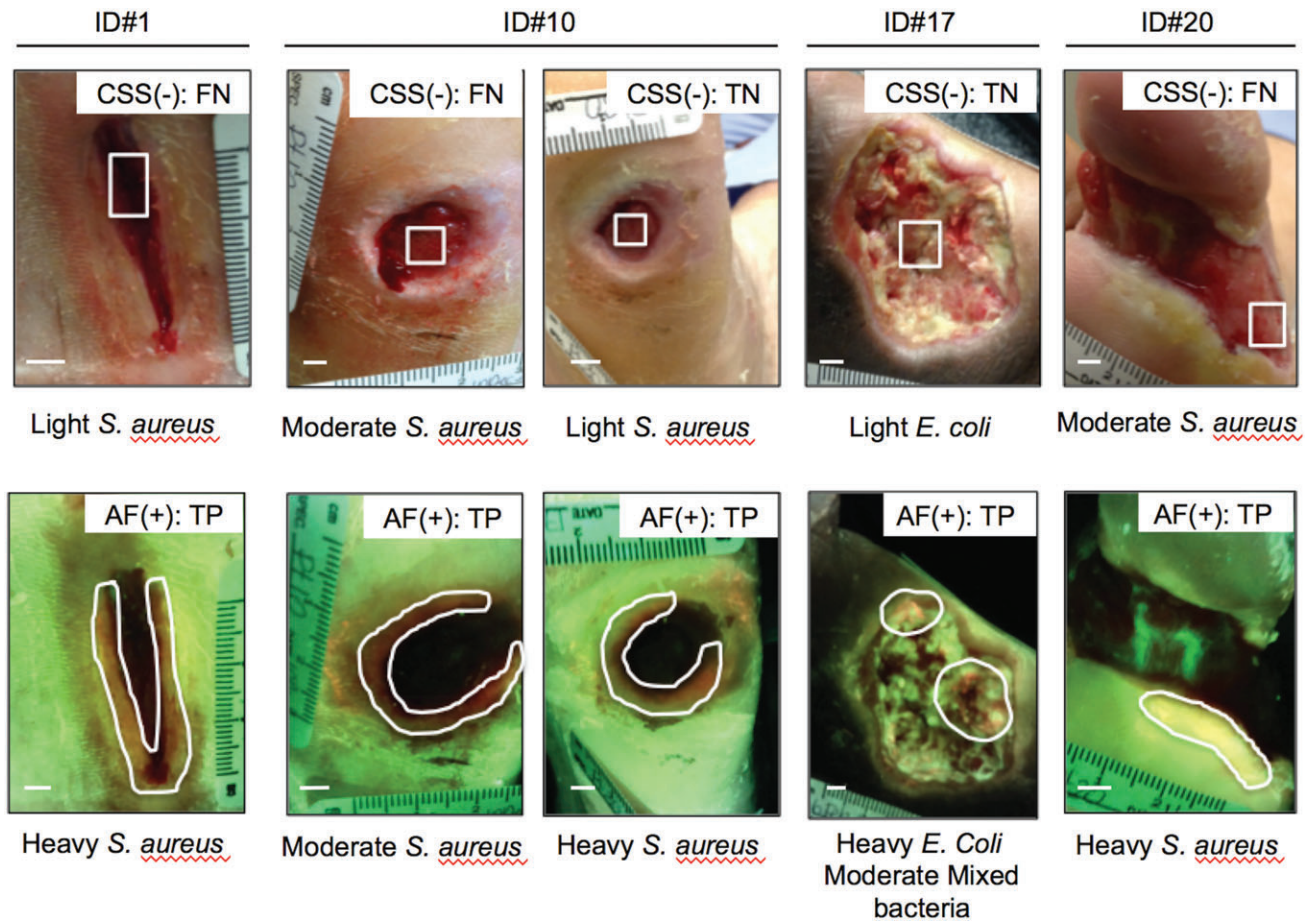 ID#1 ID#10 ID#17 ID#20
CSS(-): FN CSS(-): FN CSS(-): TN CSS(-): TN CSS(-): FN
Light S. aureus Moderate S. aureus Light S. aureus Light E. coli Moderate S. aureus
AF(+): TP AF(+): TP AF(+): TP AF(+): TP AF(+): TP
Heavy S. aureus Moderate S. aureus Heavy S. aureus Heavy E. Coli Heavy S. aureus
Moderate Mixed
bacteria